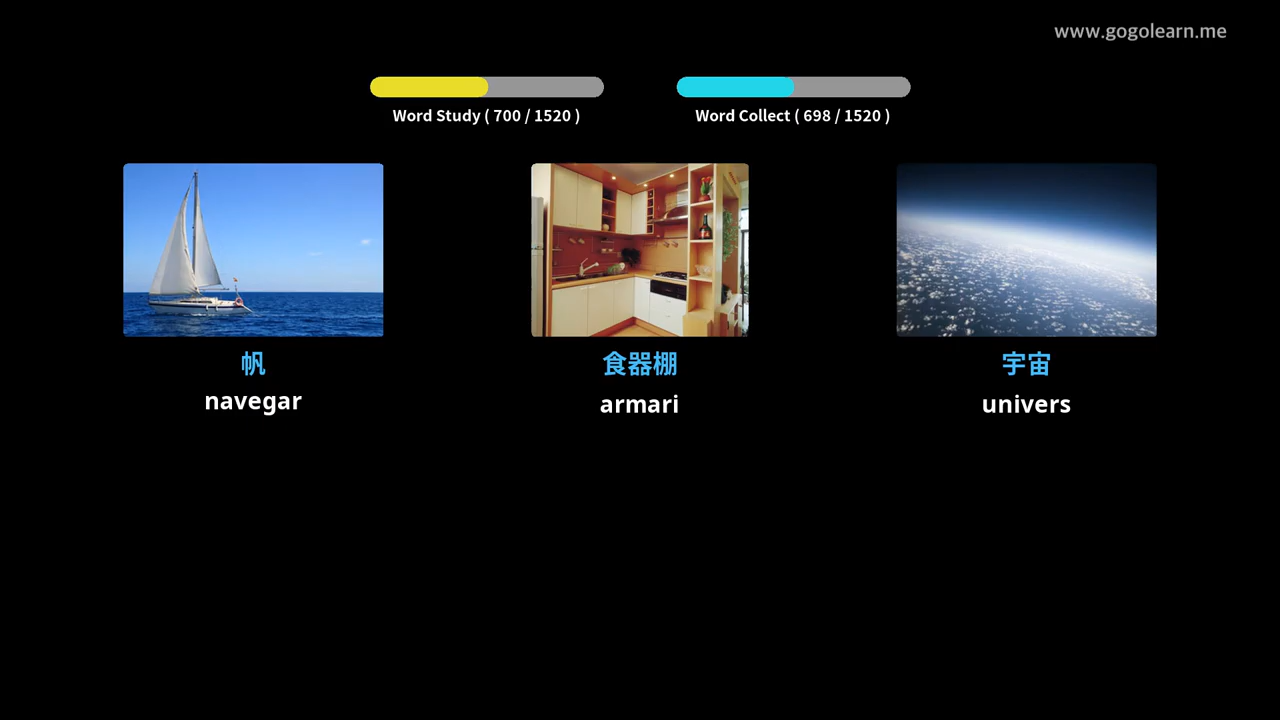 www.gogolearn.me
Word Study ( 700 / 1520 )
Word Collect ( 698 / 1520 )
帆
navegar
食器棚
armari
宇宙
univers